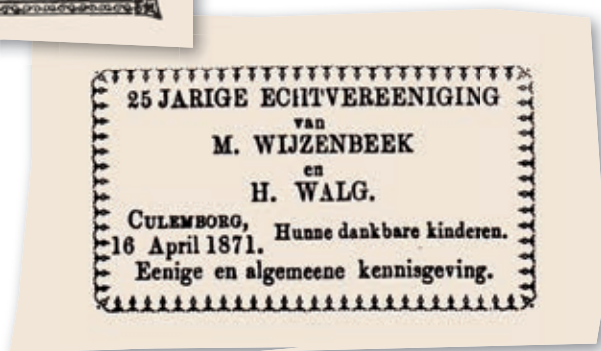 25 JARIGE ECHTVEREENIGING
van
M. WIJZENBEEK
en
H. WALG.
CULEMBORG,
16 April 1871.
Hunne dankbare kinderen.
Eenige en algemeene kennisgeving.